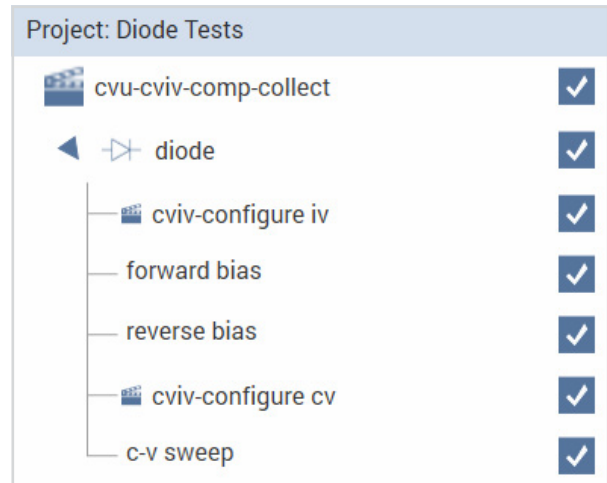 Project: Diode Tests
cvu-cviv-comp-collect
diode
cviv-configure iv
forward bias
reverse bias
cviv-configure cv
c-v sweep